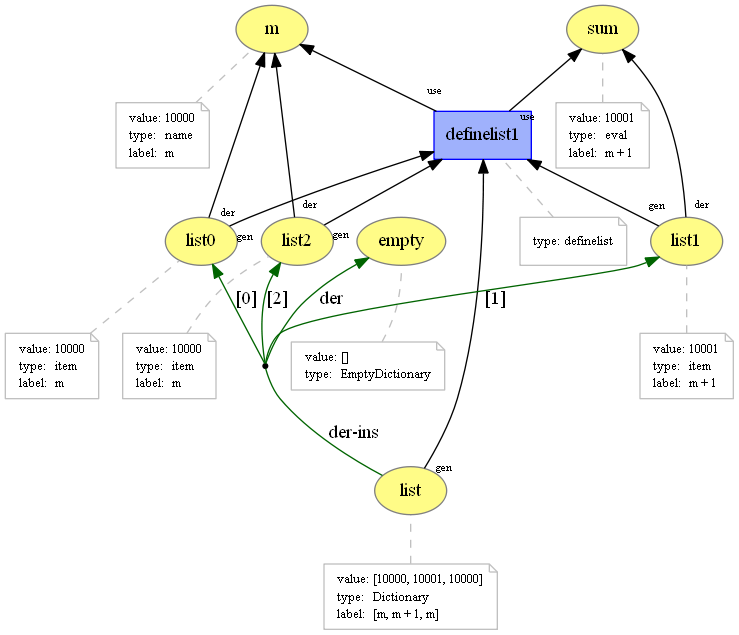 m
sum
value: 10000
type: name
label: m
use
value: 10001
type: eval
label: m + 1
use
definelist1
der
der
gen
der
gen
gen
list0
list2
empty
type: definelist
list1
[0]
[2]
der
[1]
value: 10000
type: item
label: m
value: 10000
type: item
label: m
value: []
type: EmptyDictionary
value: 10001
type: item
label: m + 1
der-ins
gen
list
value: [10000, 10001, 10000]
type: Dictionary
label: [m, m + 1, m]